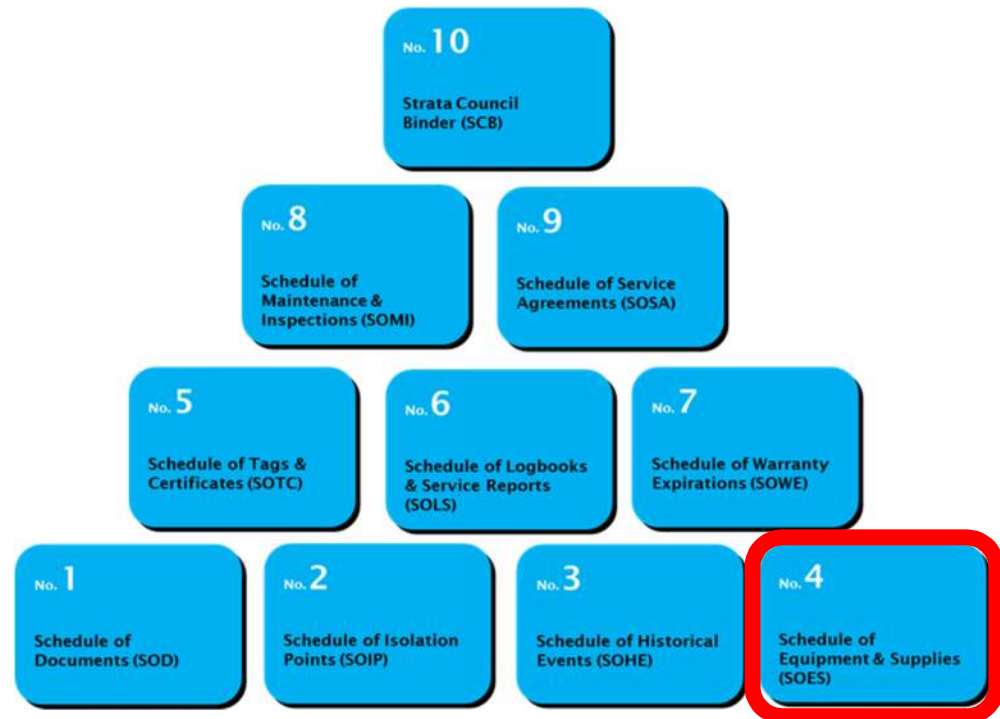 No. 10
Strata Council
Binder (SCB)
No. 8
Schedule of
Maintenance &
Inspections (SOMI)
No. 9
Schedule of Service
Agreements (SOSA)
No. 5
Schedule of Tags &
Certificates (SOTC)
No. 6
Schedule of Logbooks
& Service Reports
(SOLS)
No. 7
Schedule of Warranty
Expirations (SOWE)
No. 1
Schedule of
Documents (SOD)
No. 2
Schedule of Isolation
Points (SOIP)
No. 3
Schedule of Historical
Events (SOHE)
No. 4
Schedule of
Equipment & Supplies
(SOES)